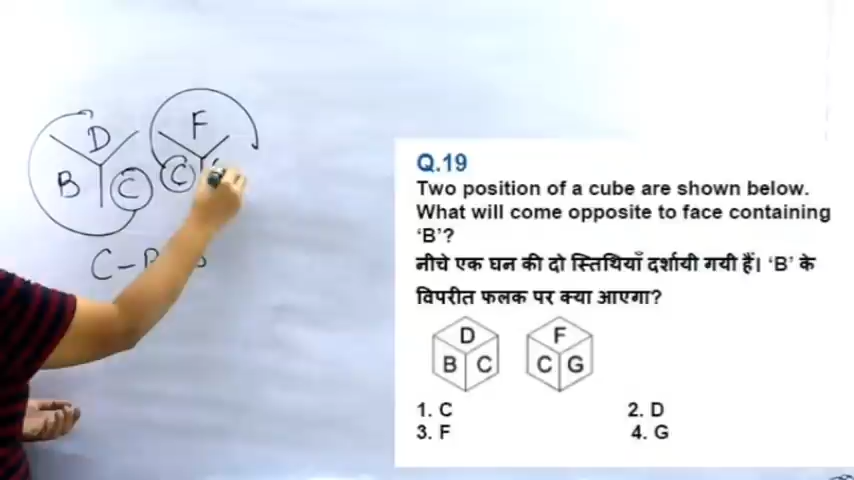 D
B
C
F
C
C -
Q.19
Two position of a cube are shown below.
What will come opposite to face containing
‘B’?
नीचे एक घन की दो स्तिथियाँ दर्शायी गयी हैं। ‘B’ के
विपरीत फलक पर क्या आएगा?
D
B C
F
C G
1. C 2. D
3. F 4. G